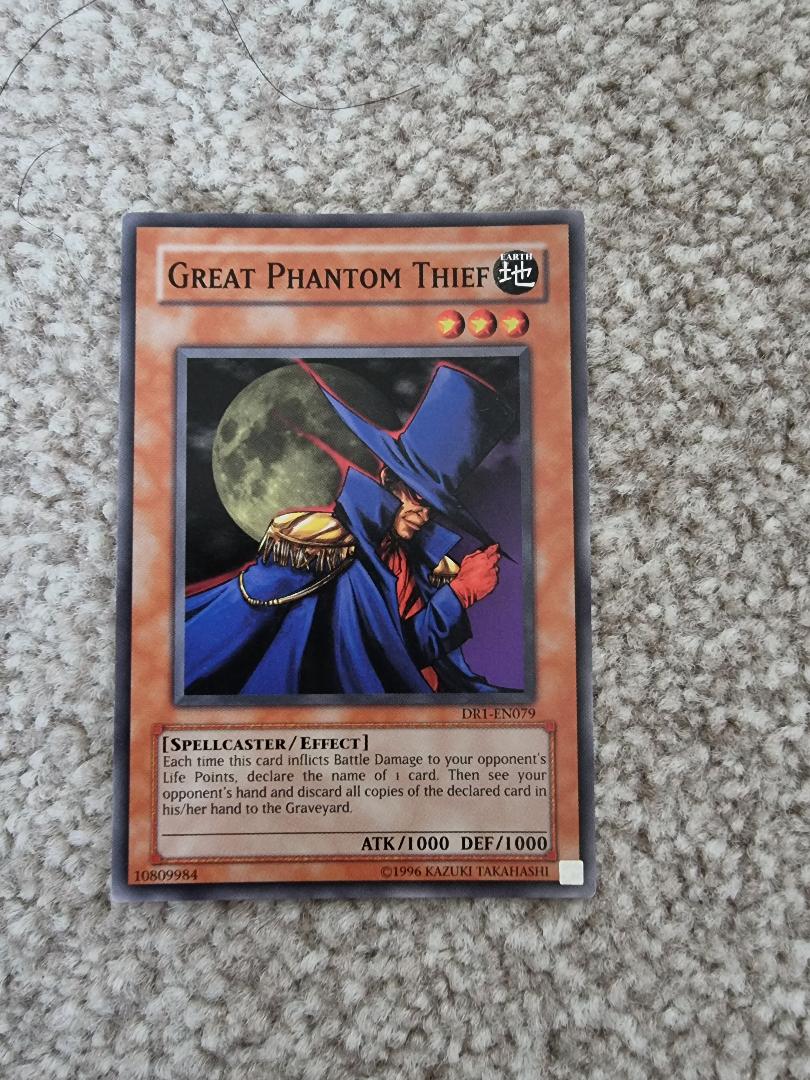 GREAT PHANTOM THIEF
EARTH
地
DR1-EN079
[SPELLCASTER/EFFECT]
Each time this card inflicts Battle Damage to your opponent's
Life Points, declare the name of 1 card. Then see your
opponent's hand and discard all copies of the declared card in
his/her hand to the Graveyard.
ATK/1000 DEF/1000
10809984
©1996 KAZUKI TAKAHASHI